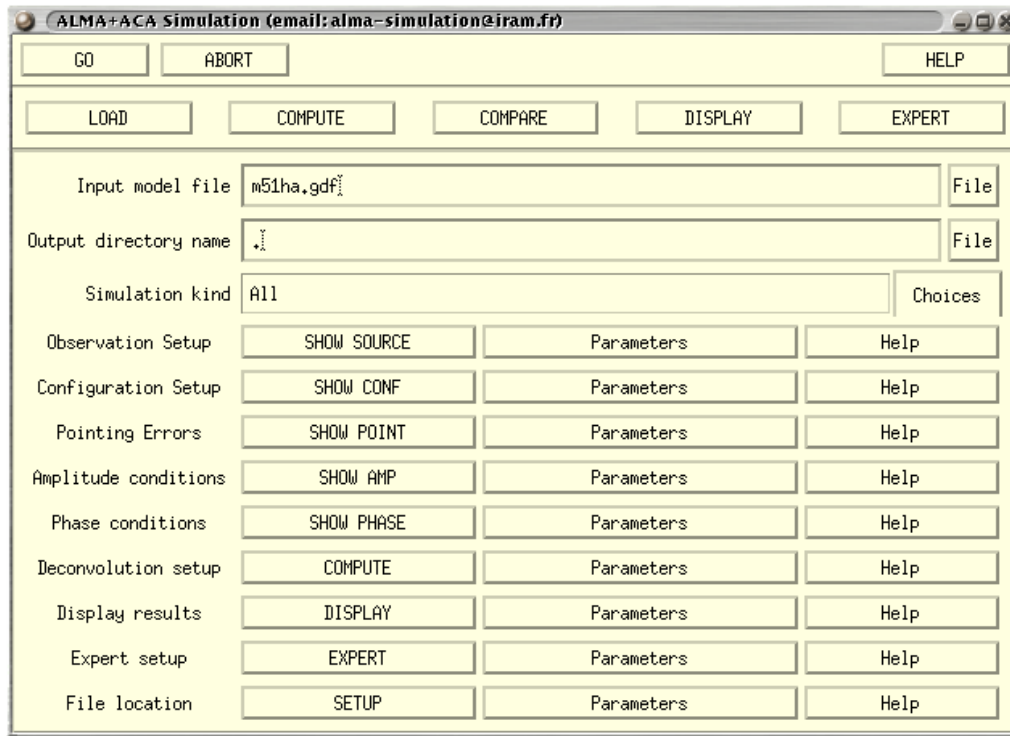 ALMA+ACA Simulation (email:alma-simulation@iram.fr)
GO ABORT HELP
LOAD COMPUTE COMPARE DISPLAY EXPERT
Input model file m51ha.gdf File
Output directory name . File
Simulation kind All Choices
Observation Setup SHOW SOURCE Parameters Help
Configuration Setup SHOW CONF Parameters Help
Pointing Errors SHOW POINT Parameters Help
Amplitude conditions SHOW AMP Parameters Help
Phase conditions SHOW PHASE Parameters Help
Deconvolution setup COMPUTE Parameters Help
Display results DISPLAY Parameters Help
Expert setup EXPERT Parameters Help
File location SETUP Parameters Help